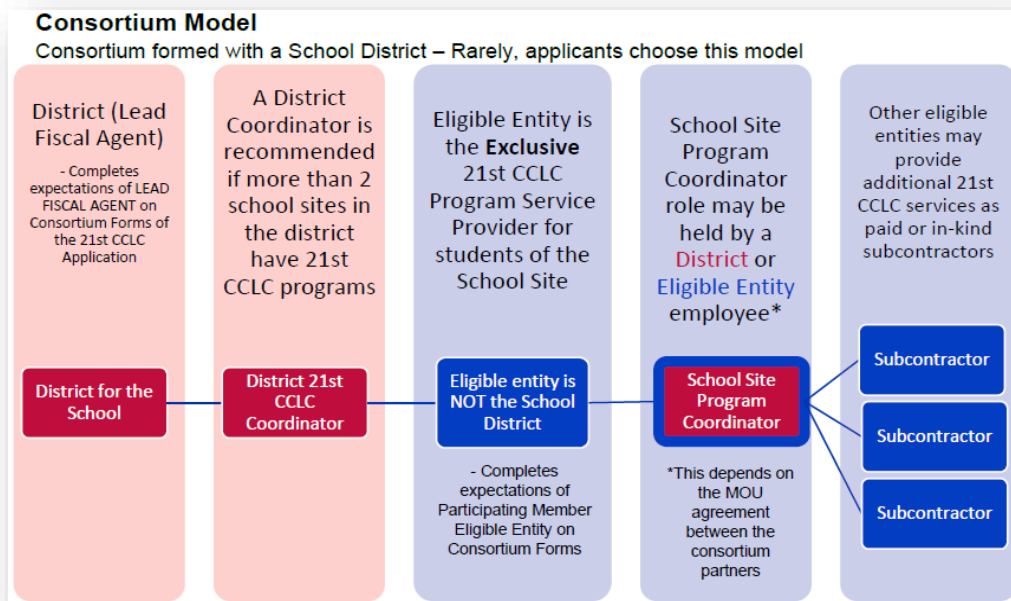 Consortium Model
Consortium formed with a School District – Rarely, applicants choose this model
District (Lead
Fiscal Agent)
- Completes
expectations of LEAD
FISCAL AGENT on
Consortium Forms of
the 21st CCLC
Application
District for the
School
A District
Coordinator is
recommended
if more than 2
school sites in
the district
have 21st
CCLC programs
District 21st
CCLC
Coordinator
Eligible Entity is
the Exclusive
21st CCLC
Program Service
Provider for
students of the
School Site
Eligible entity is
NOT the School
District
- Completes
expectations of
Participating Member
Eligible Entity on
Consortium Forms
School Site
Program
Coordinator
role may be
held by a
District or
Eligible Entity
employee*
School Site
Program
Coordinator
*This depends on
the MOU
agreement
between the
consortium
partners
Other eligible
entities may
provide
additional 21st
CCLC services as
paid or in-kind
subcontractors
Subcontractor
Subcontractor
Subcontractor